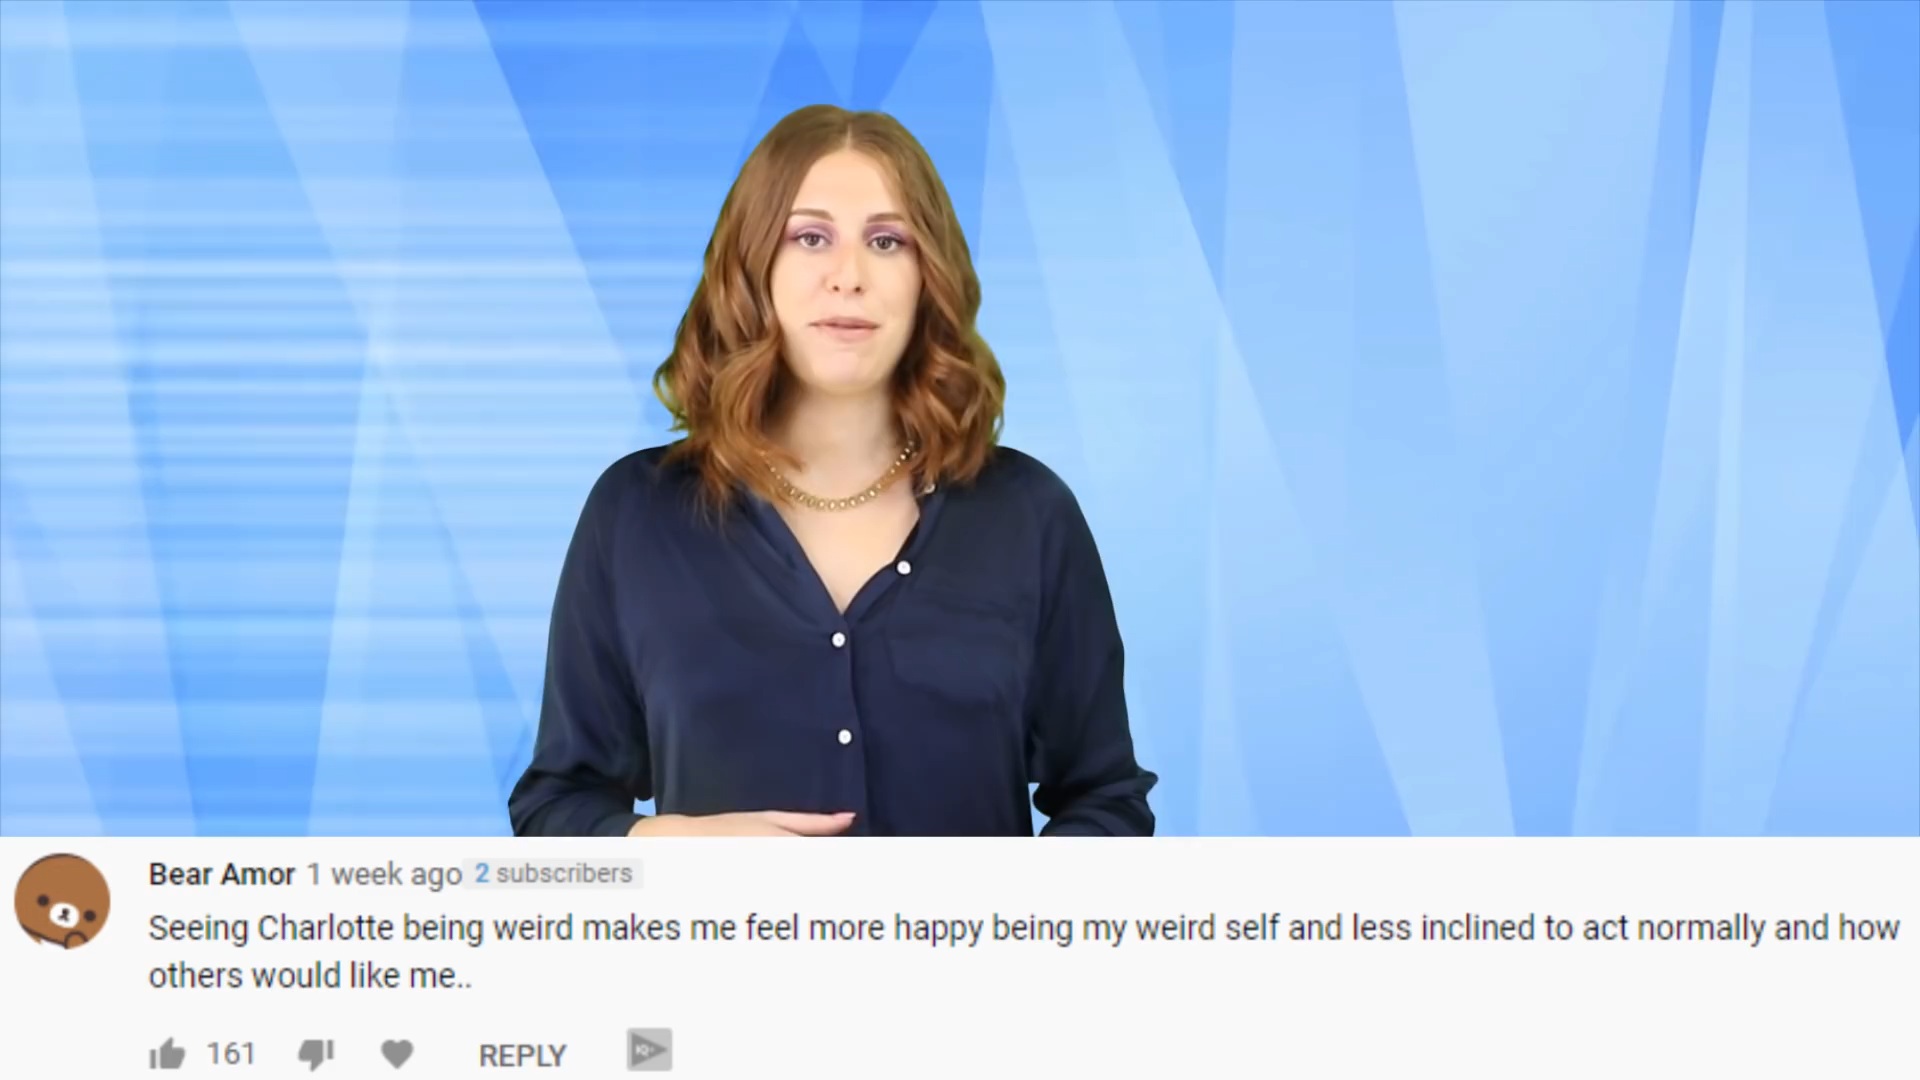 Bear Amor 1 week ago 2 subscribers
Seeing Charlotte being weird makes me feel more happy being my weird self and less inclined to act normally and how
others would like me..
161 REPLY